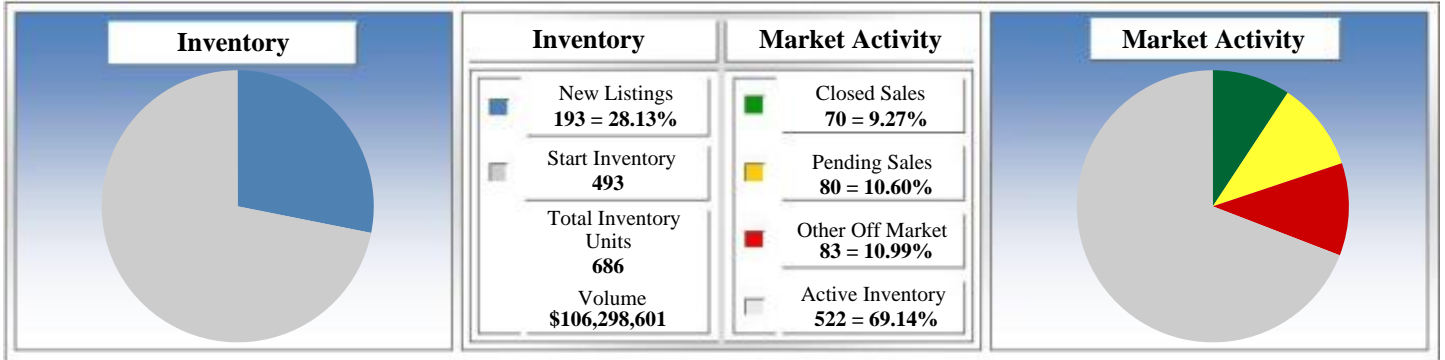 Inventory
Inventory
Market Activity
Market Activity
New Listings
193 = 28.13%
Start Inventory
493
Total Inventory
Units
686
Volume
$106,298,601
Closed Sales
70 = 9.27%
Pending Sales
80 = 10.60%
Other Off Market
83 = 10.99%
Active Inventory
522 = 69.14%